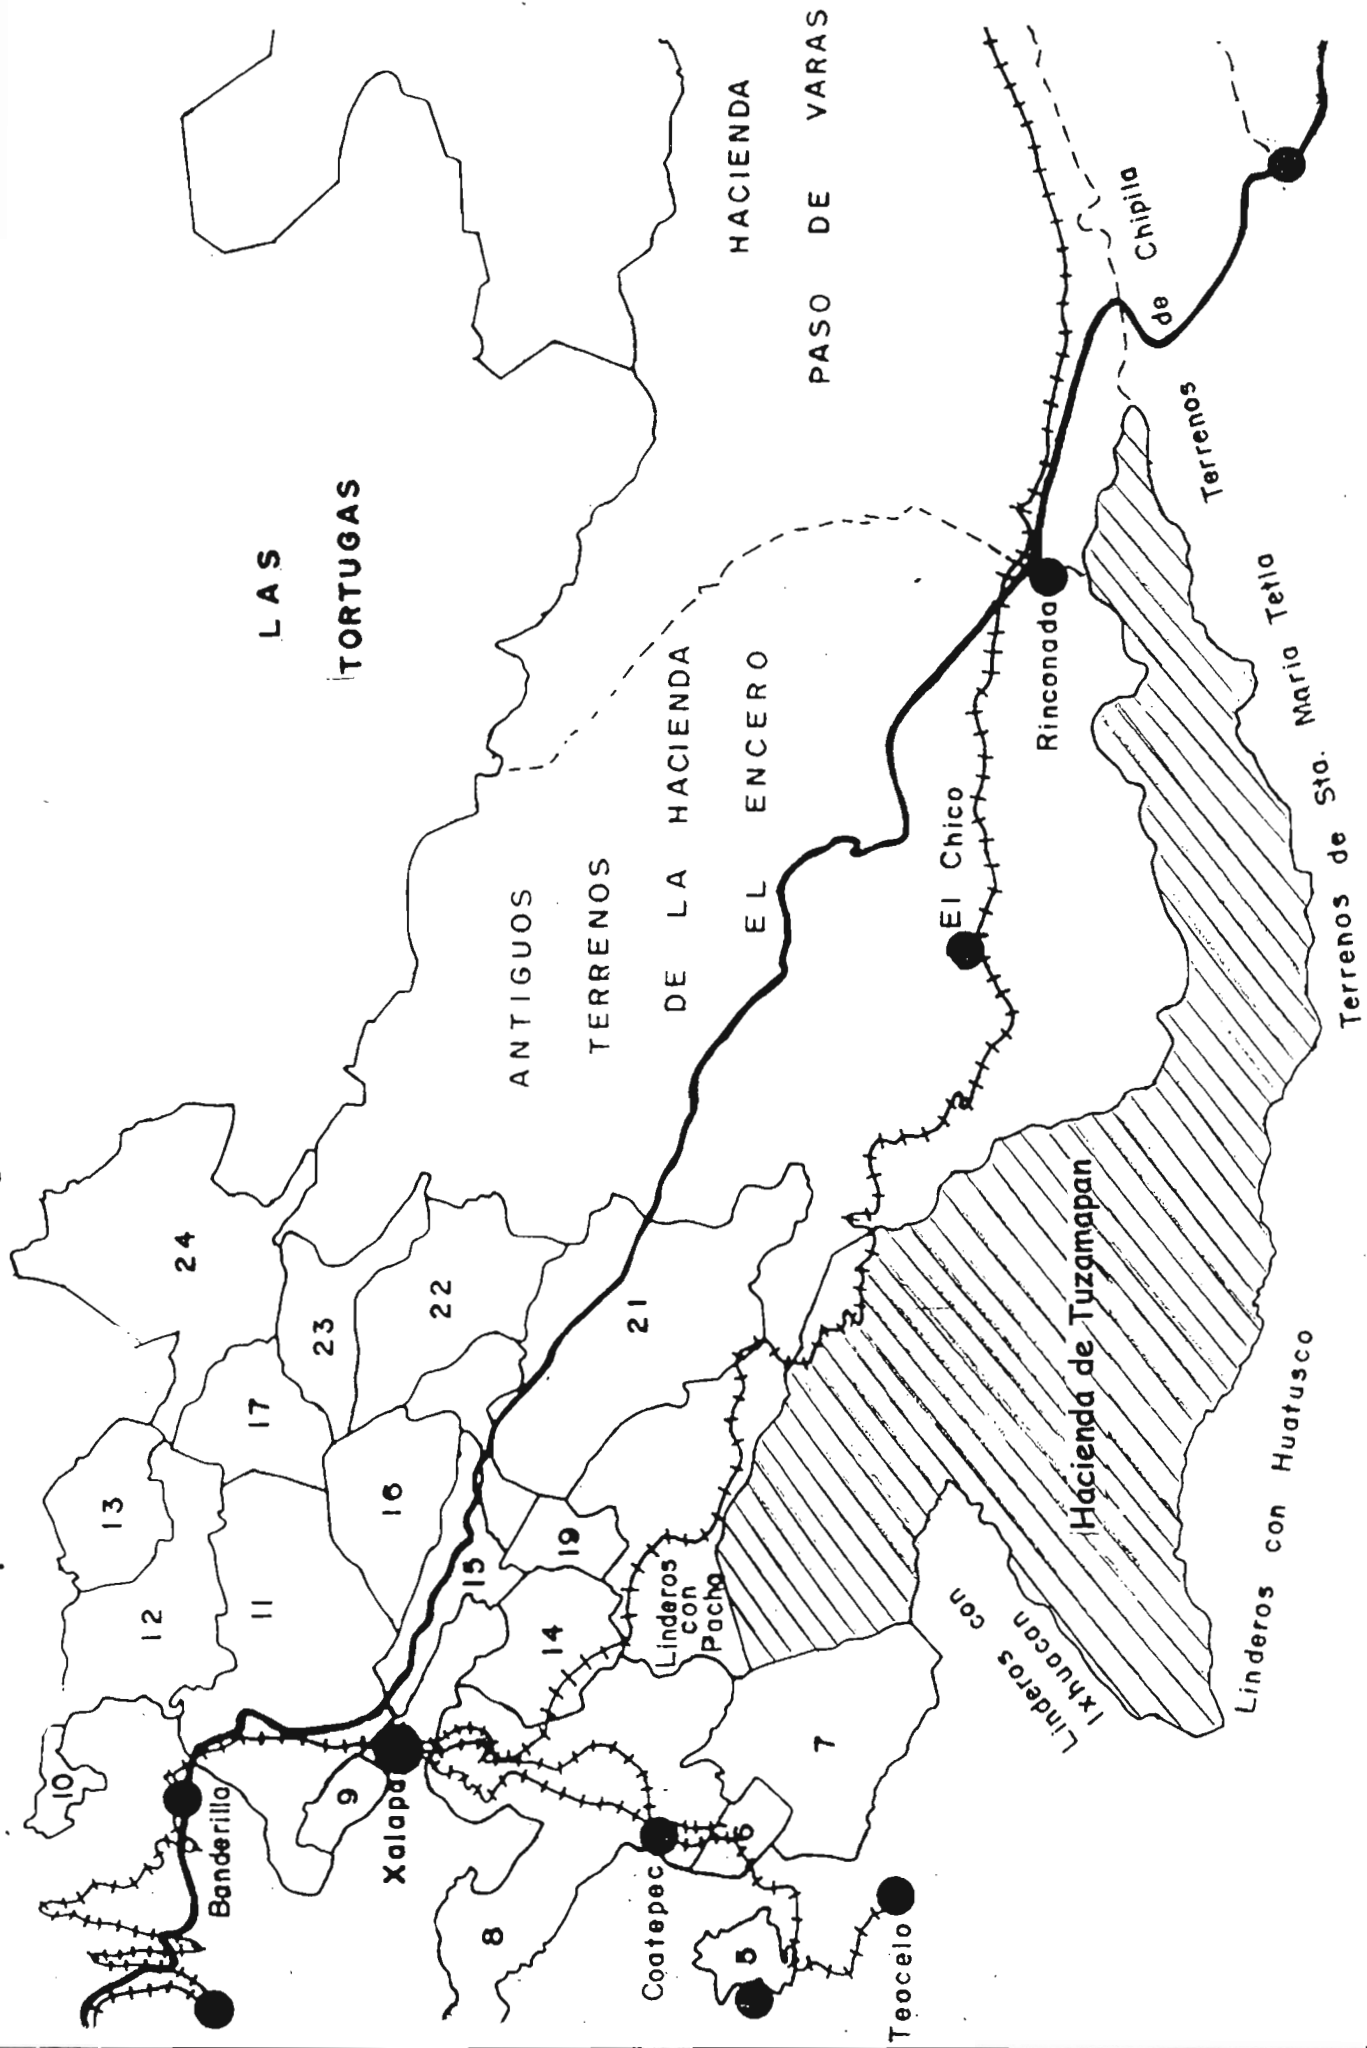 10
13
12
24
Banderilla
11
17
LAS
TORTUGAS
23
9
16
Xalapa
22
15
8
14
19
ANTIGUOS
TERRENOS
DE LA HACIENDA
EL ENCERO
21
Coatepec
Linderos
con
Pacho
HACIENDA
PASO DE VARAS
5
6
7
Teocelo
El Chico
Linderos con
Ixhuacan
Rinconada
Hacienda de Tuzamapan
Terrenos de Chipila
Terrenos de Sta. Maria Tetla
Linderos con Huatusco